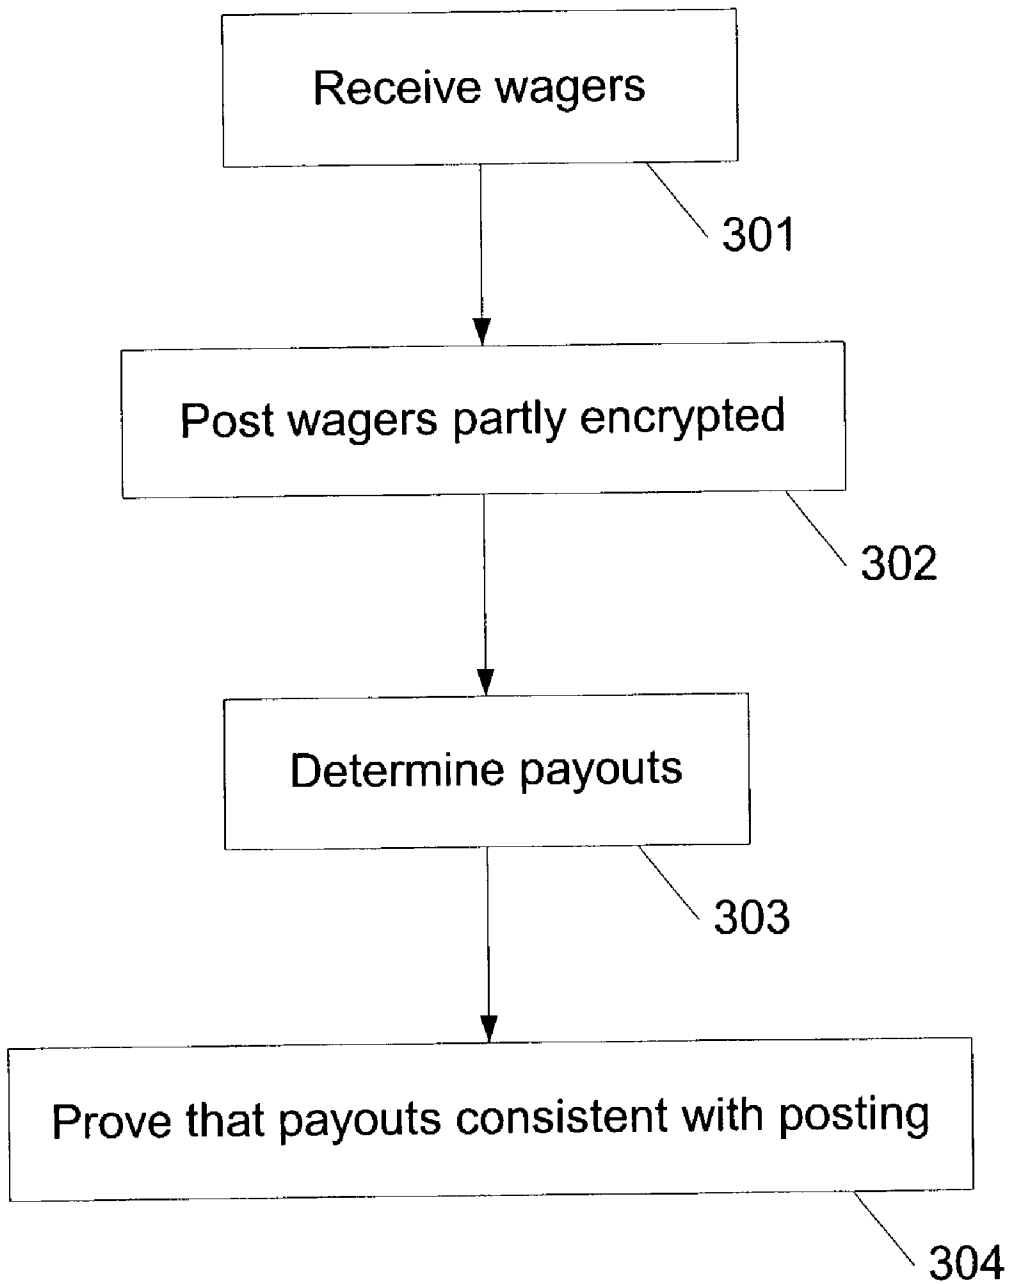 Receive wagers
301
Post wagers partly encrypted
302
Determine payouts
303
Prove that payouts consistent with posting
304